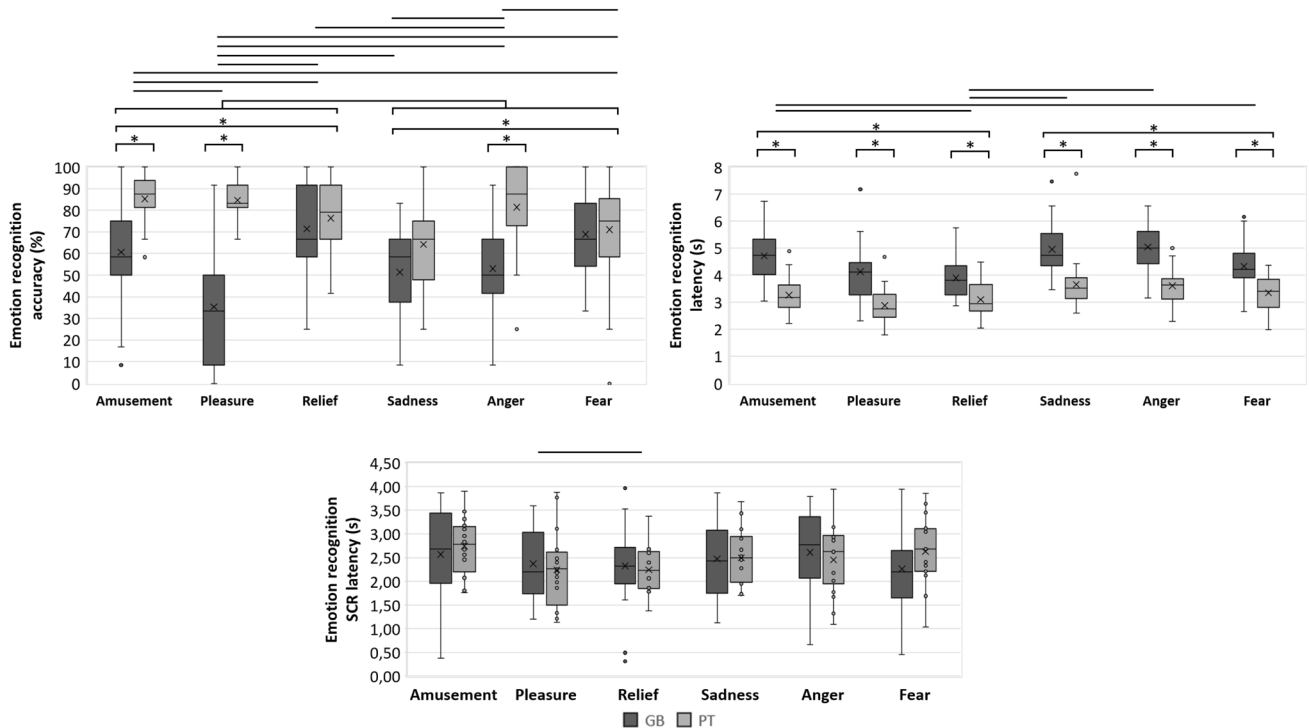 * *
* * * * * * * * *
Emotion recognition
accuracy (%)
100
90
80
70
60
50
40
30
20
10
0
Amusement Pleasure Relief Sadness Anger Fear
Emotion recognition
latency (s)
8
7
6
5
4
3
2
1
0
Amusement Pleasure Relief Sadness Anger Fear
Emotion recognition
SCR latency (s)
4,50
4,00
3,50
3,00
2,50
2,00
1,50
1,00
0,50
0,00
Amusement Pleasure Relief Sadness Anger Fear
GB PT